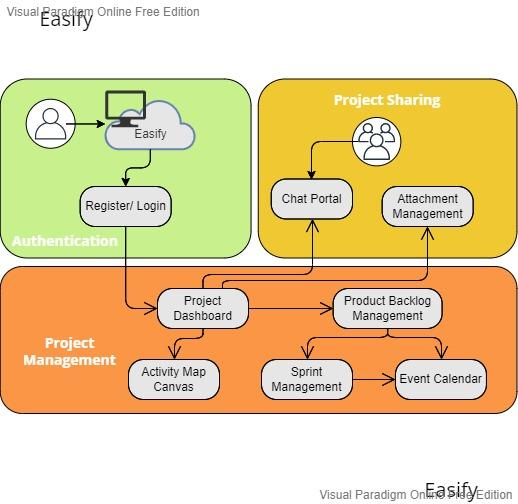 Visual Paradigm Online Free Edition
Easify
Project Sharing
Easify
Register/ Login
Chat Portal
Attachment
Management
Authentication
Project
Dashboard
Product Backlog
Management
Project
Management
Activity Map
Canvas
Sprint
Management
Event Calendar
Easify
Visual Paradigm Online Free Edition